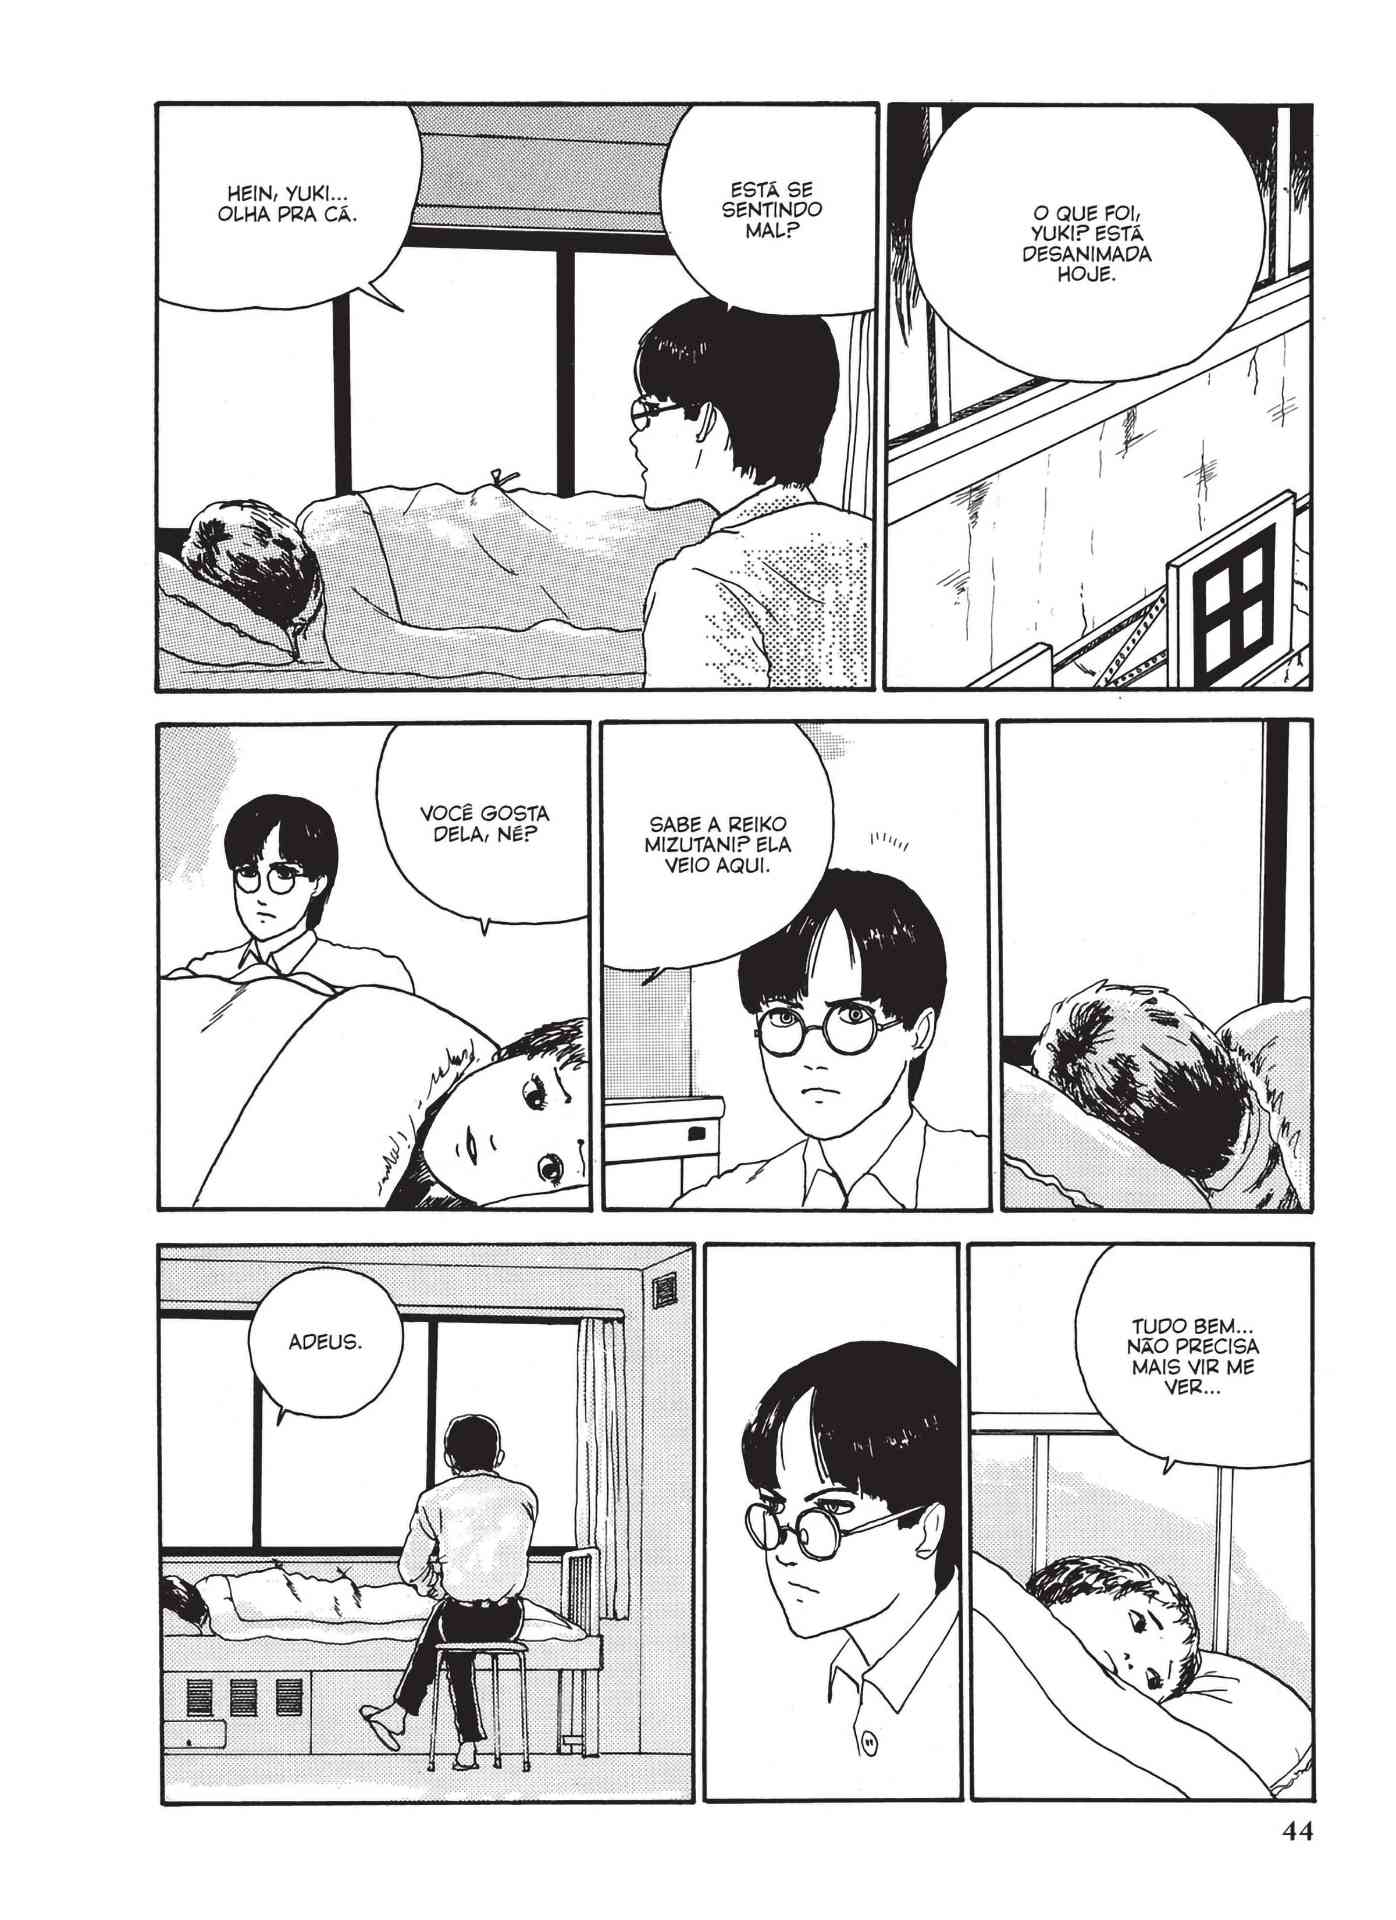 O QUE FOI,
YUKI? ESTÁ
DESANIMADA
HOJE.
ESTÁ SE
SENTINDO
MAL?
HEIN, YUKI...
OLHA PRA CÁ.
SABE A REIKO
MIZUTANI? ELA
VEIO AQUI.
VOCÊ GOSTA
DELA, NÉ?
TUDO BEM...
NÃO PRECISA
MAIS VIR ME
VER...
ADEUS.
44